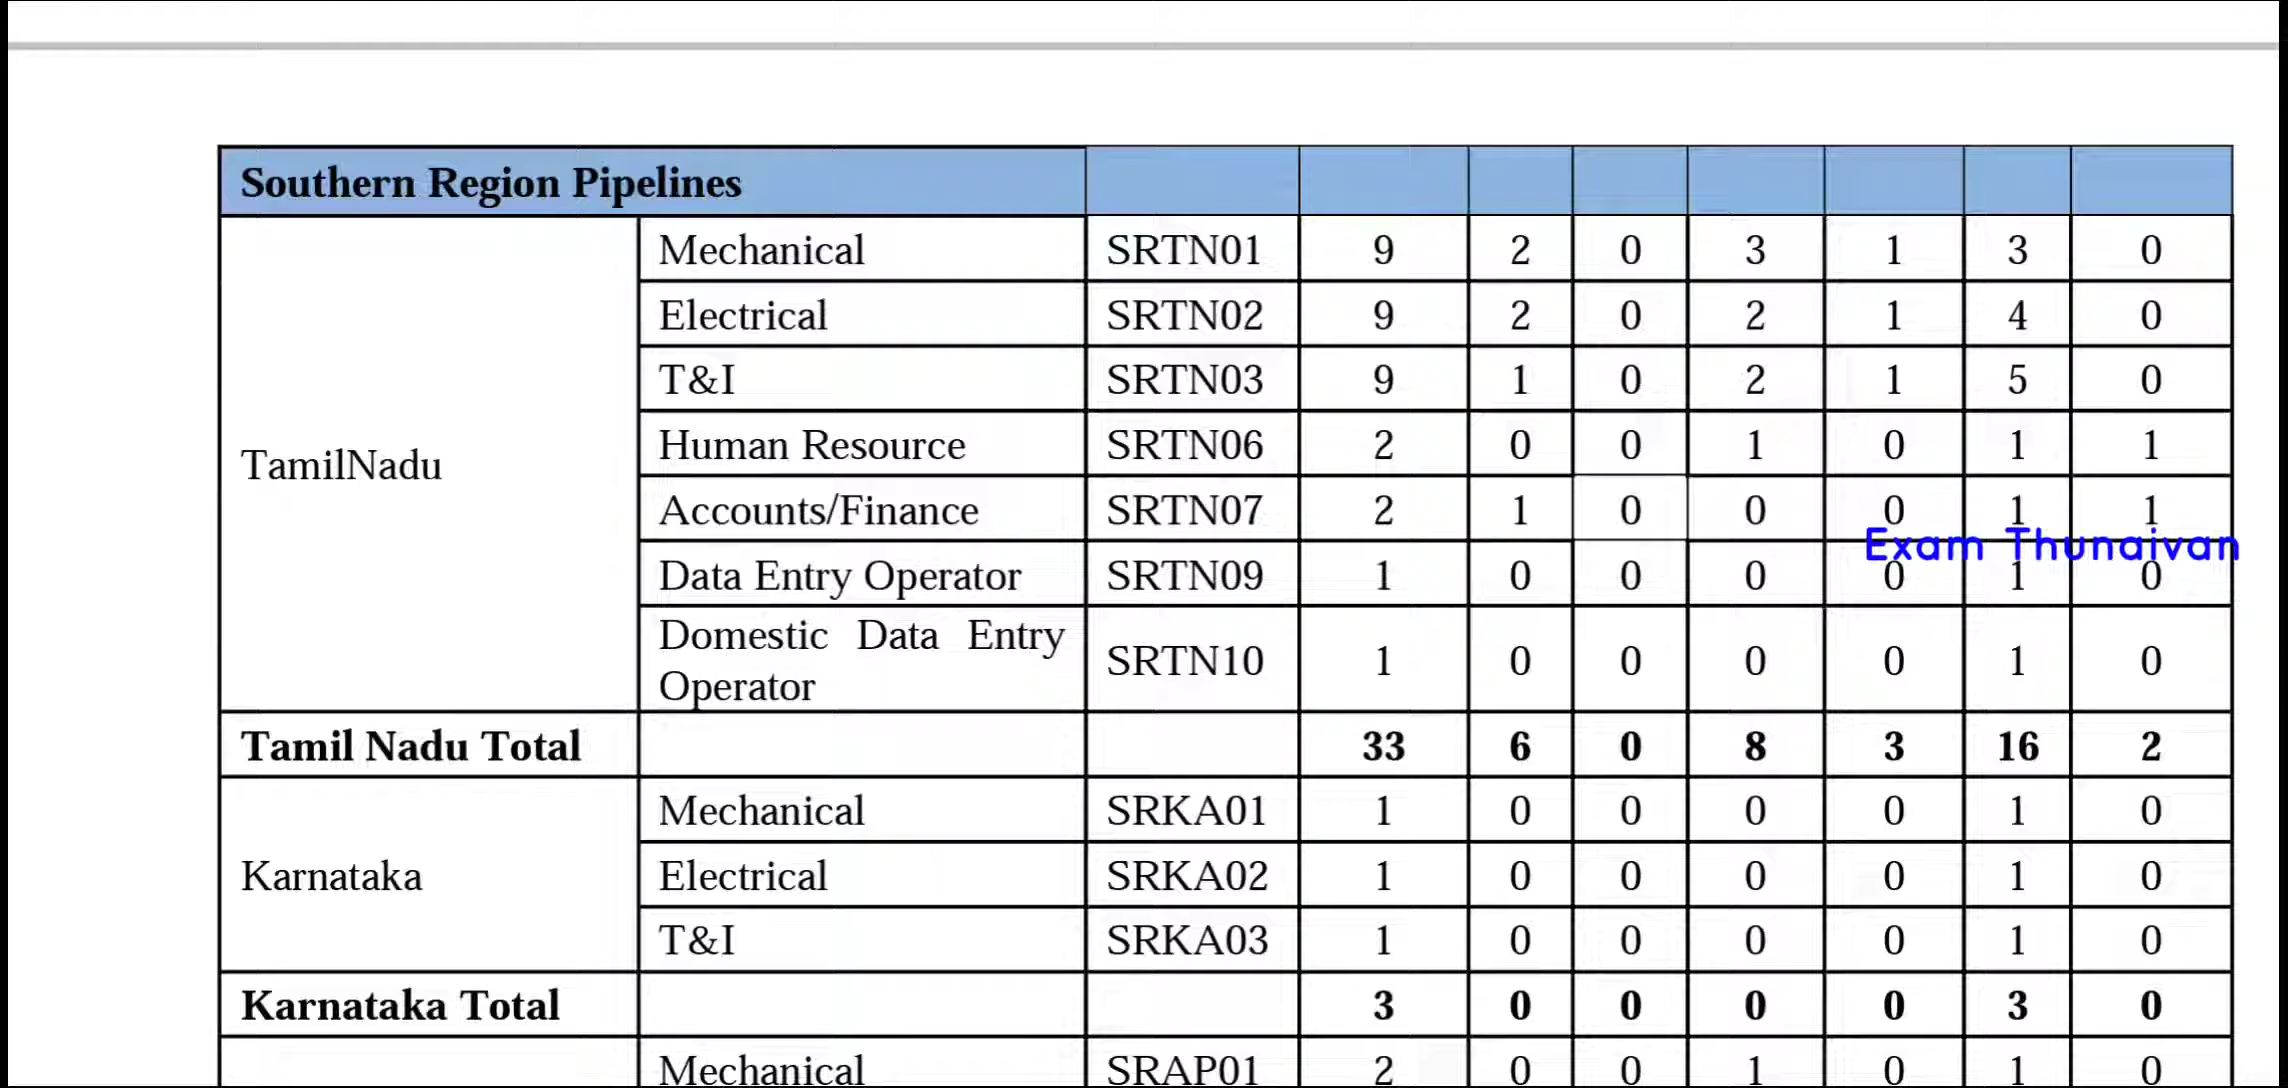 Southern Region Pipelines
TamilNadu
Mechanical SRTN01 9 2 0 3 1 3 0
Electrical SRTN02 9 2 0 2 1 4 0
T&I SRTN03 9 1 0 2 1 5 0
Human Resource SRTN06 2 0 0 1 0 1 1
Accounts/Finance SRTN07 2 1 0 0 0 1 1
Exam Thunaivan
Data Entry Operator SRTN09 1 0 0 0 0 1 0
Domestic Data Entry
Operator SRTN10 1 0 0 0 0 1 0
Tamil Nadu Total 33 6 0 8 3 16 2
Karnataka
Mechanical SRKA01 1 0 0 0 0 1 0
Electrical SRKA02 1 0 0 0 0 1 0
T&I SRKA03 1 0 0 0 0 1 0
Karnataka Total 3 0 0 0 0 3 0
Mechanical SRAP01 2 0 0 1 0 1 0